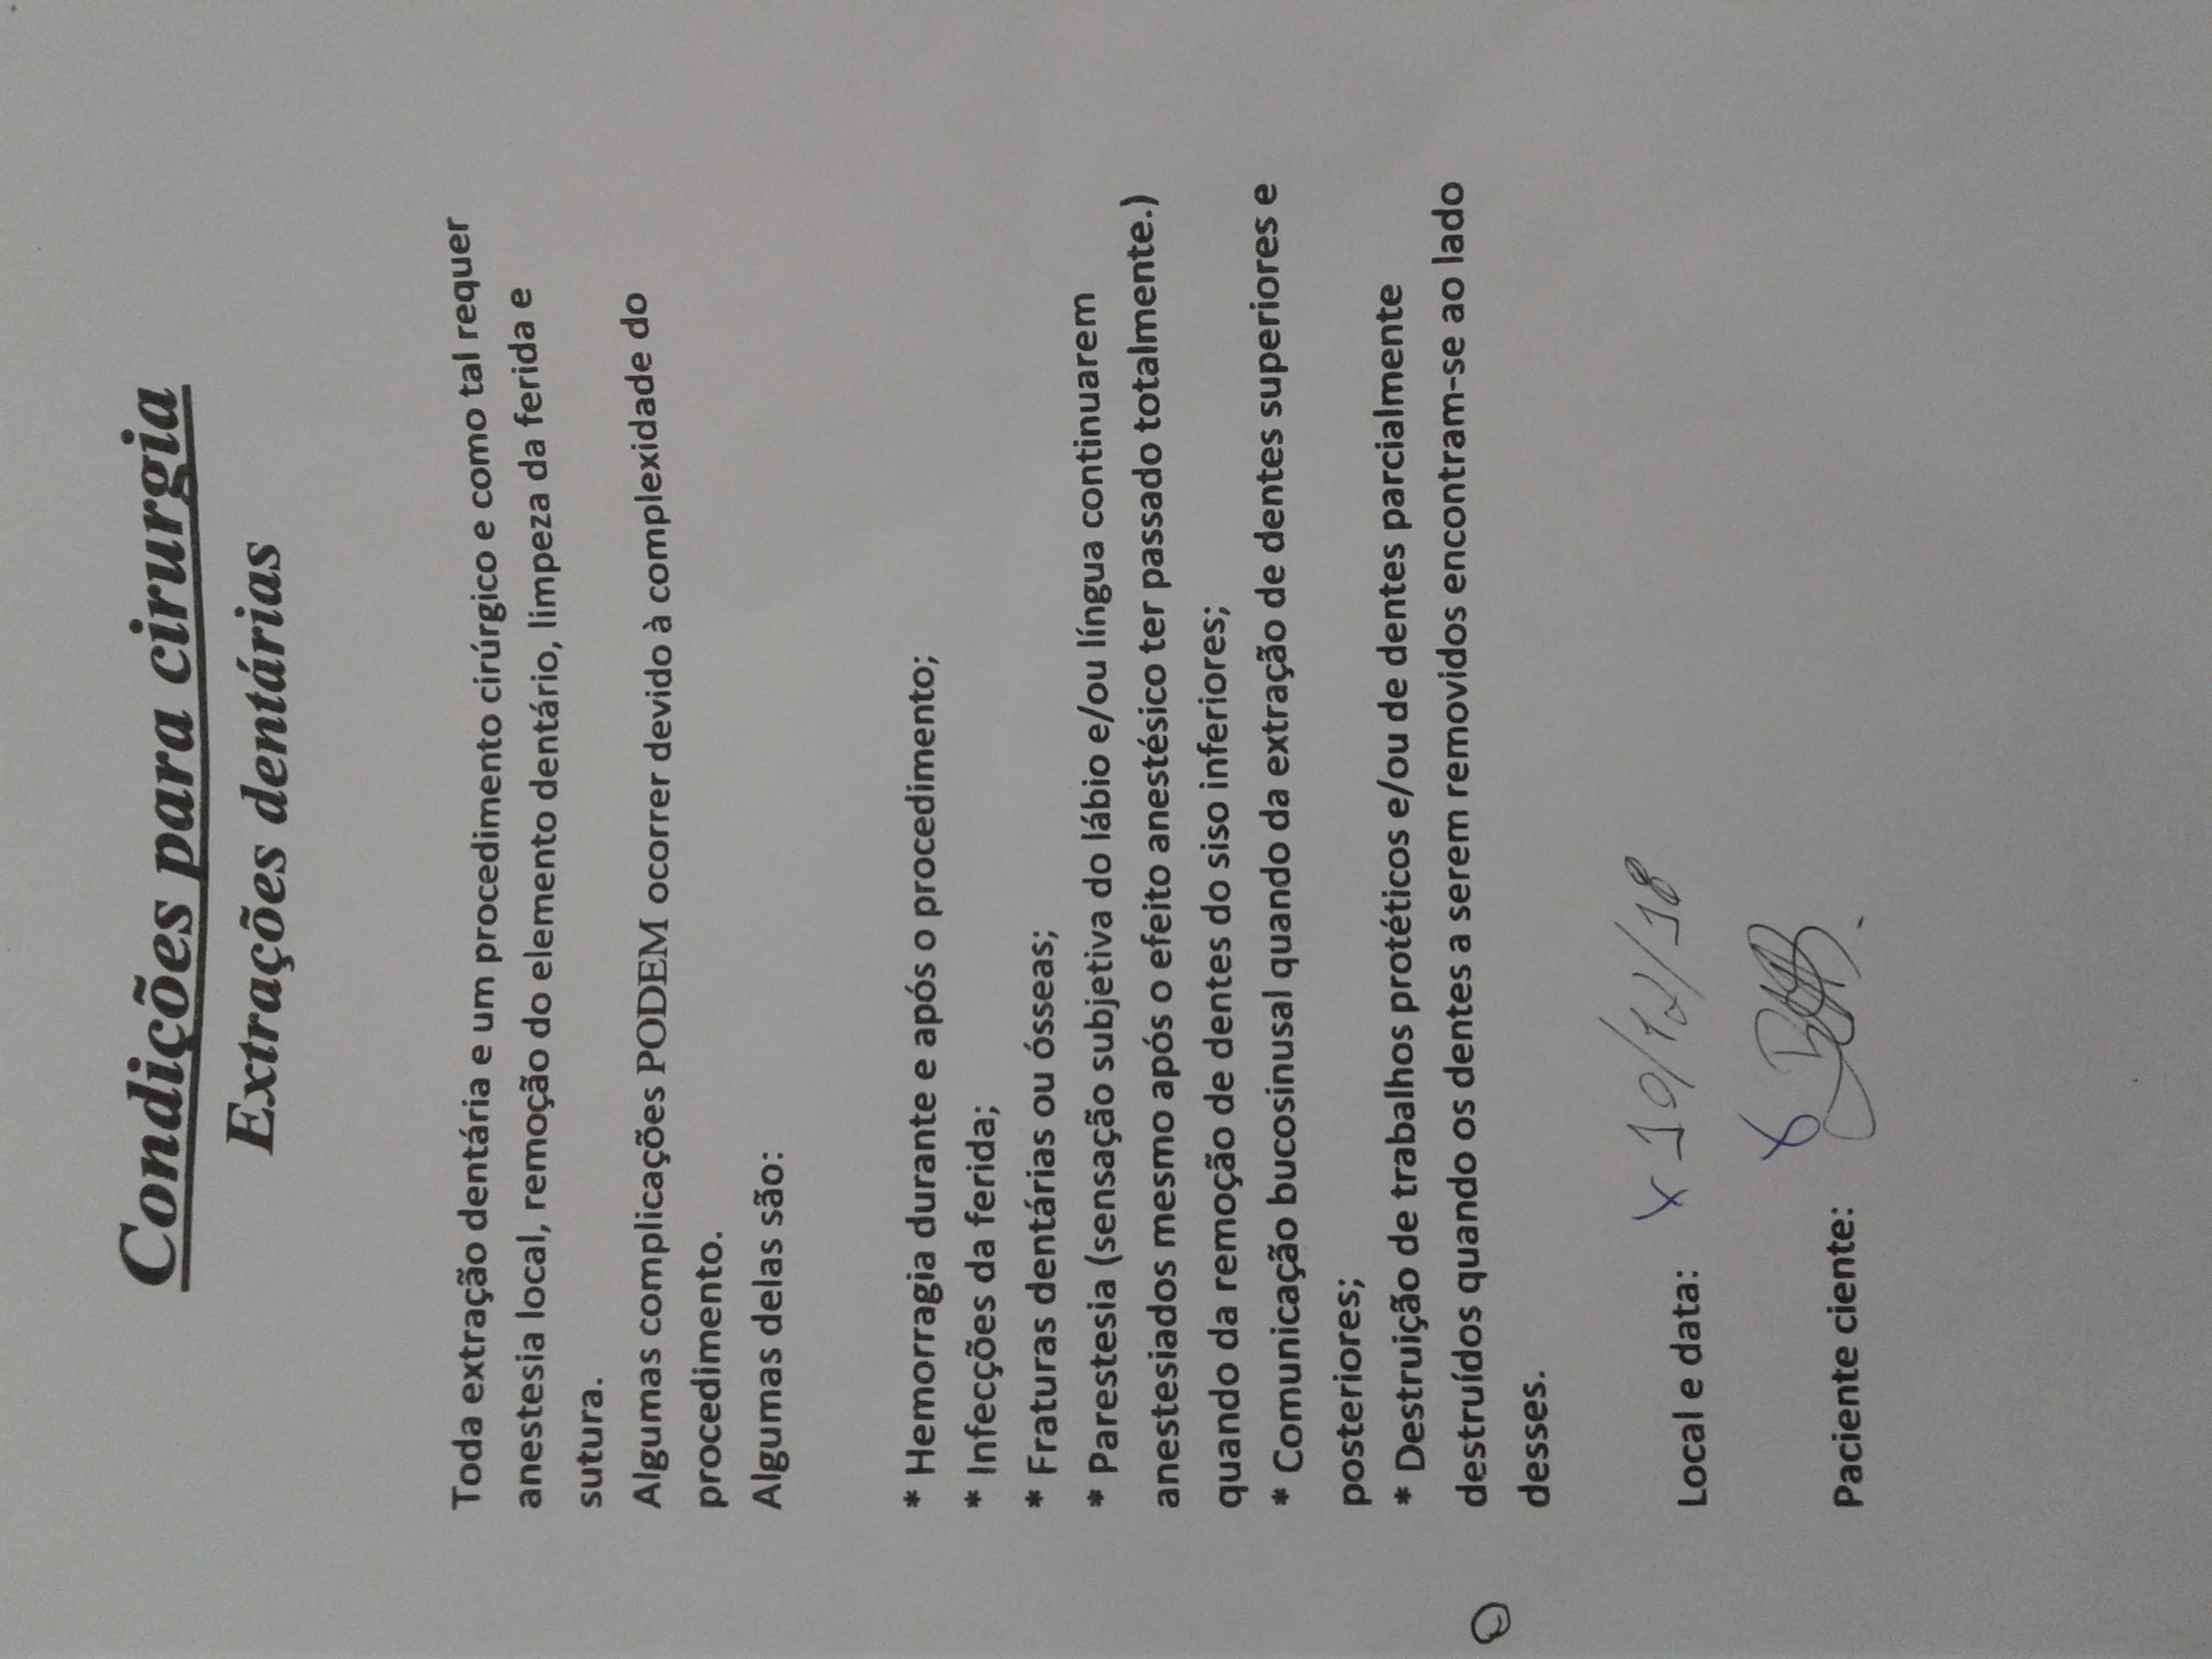 Condições para cirurgia
Extrações dentárias
Toda extração dentária e um procedimento cirúrgico e como tal requer
anestesia local, remoção do elemento dentário, limpeza da ferida e
sutura.
Algumas complicações PODEM ocorrer devido à complexidade do
procedimento.
Algumas delas são:
* Hemorragia durante e após o procedimento;
* Infecções da ferida;
* Fraturas dentárias ou ósseas;
* Parestesia (sensação subjetiva do lábio e/ou língua continuarem
anestesiados mesmo após o efeito anestésico ter passado totalmente.)
quando da remoção de dentes do siso inferiores;
* Comunicação bucosinusal quando da extração de dentes superiores e
posteriores;
* Destruição de trabalhos protéticos e/ou de dentes parcialmente
destruídos quando os dentes a serem removidos encontram-se ao lado
desses.
Local e data: x 19/12/18
Paciente ciente: x